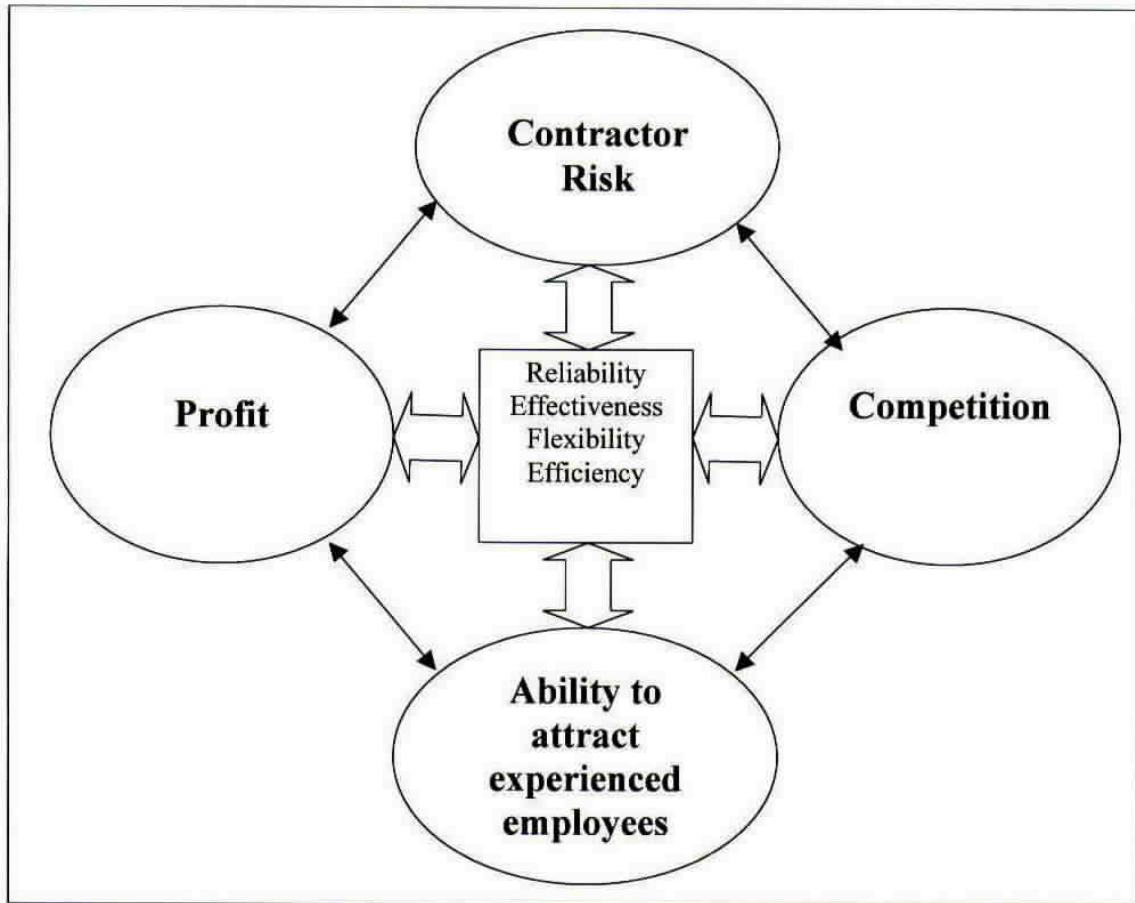 Contractor
Risk
Profit
Reliability
Effectiveness
Flexibility
Efficiency
Competition
Ability to
attract
experienced
employees